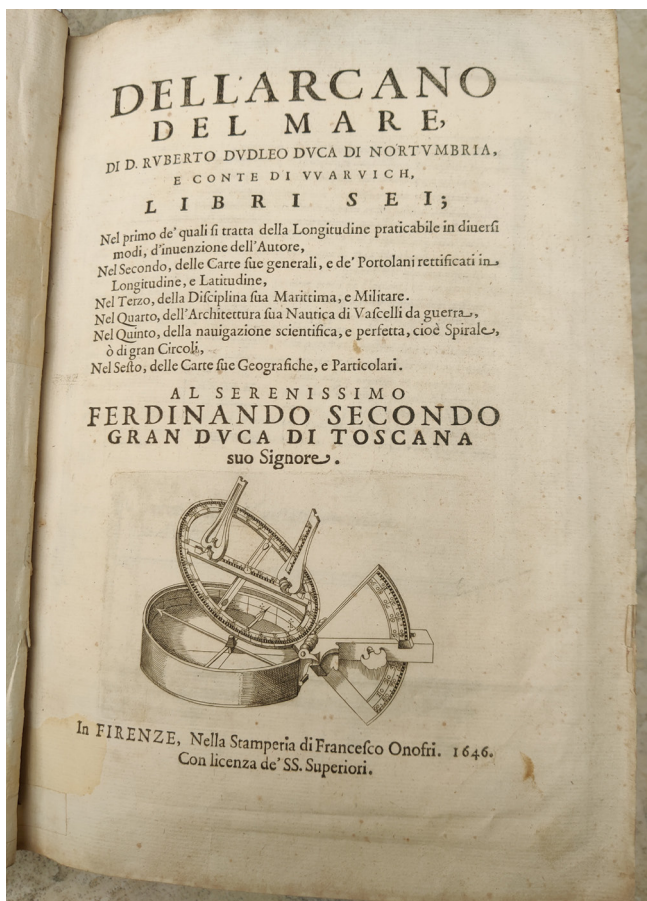 DELL'ARCANO
DEL MARE,
DI D. RVBERTO DVDLEO DVCA DI NORTVMBRIA,
E CONTE DI VVARVICH,
LIBRI SEI;
Nel primo de' quali ſi tratta della Longitudine praticabile in diuerſi
modi, d'inuenzione dell'Autore,
Nel Secondo, delle Carte ſue generali, e de' Portolani rettificati in
Longitudine, e Latitudine,
Nel Terzo, della Diſciplina ſua Marittima, e Militare.
Nel Quarto, dell'Architettura ſua Nautica di Vaſcelli da guerra,
Nel Quinto, della nauigazione scientifica, e perfetta, cioè Spirale,
ò di gran Circoli,
Nel Seſto, delle Carte ſue Geografiche, e Particolari.
AL SERENISSIMO
FERDINANDO SECONDO
GRAN DVCA DI TOSCANA
suo Signore.
In FIRENZE, Nella Stamperia di Franceſco Onofri. 1646.
Con licenza de' SS. Superiori.